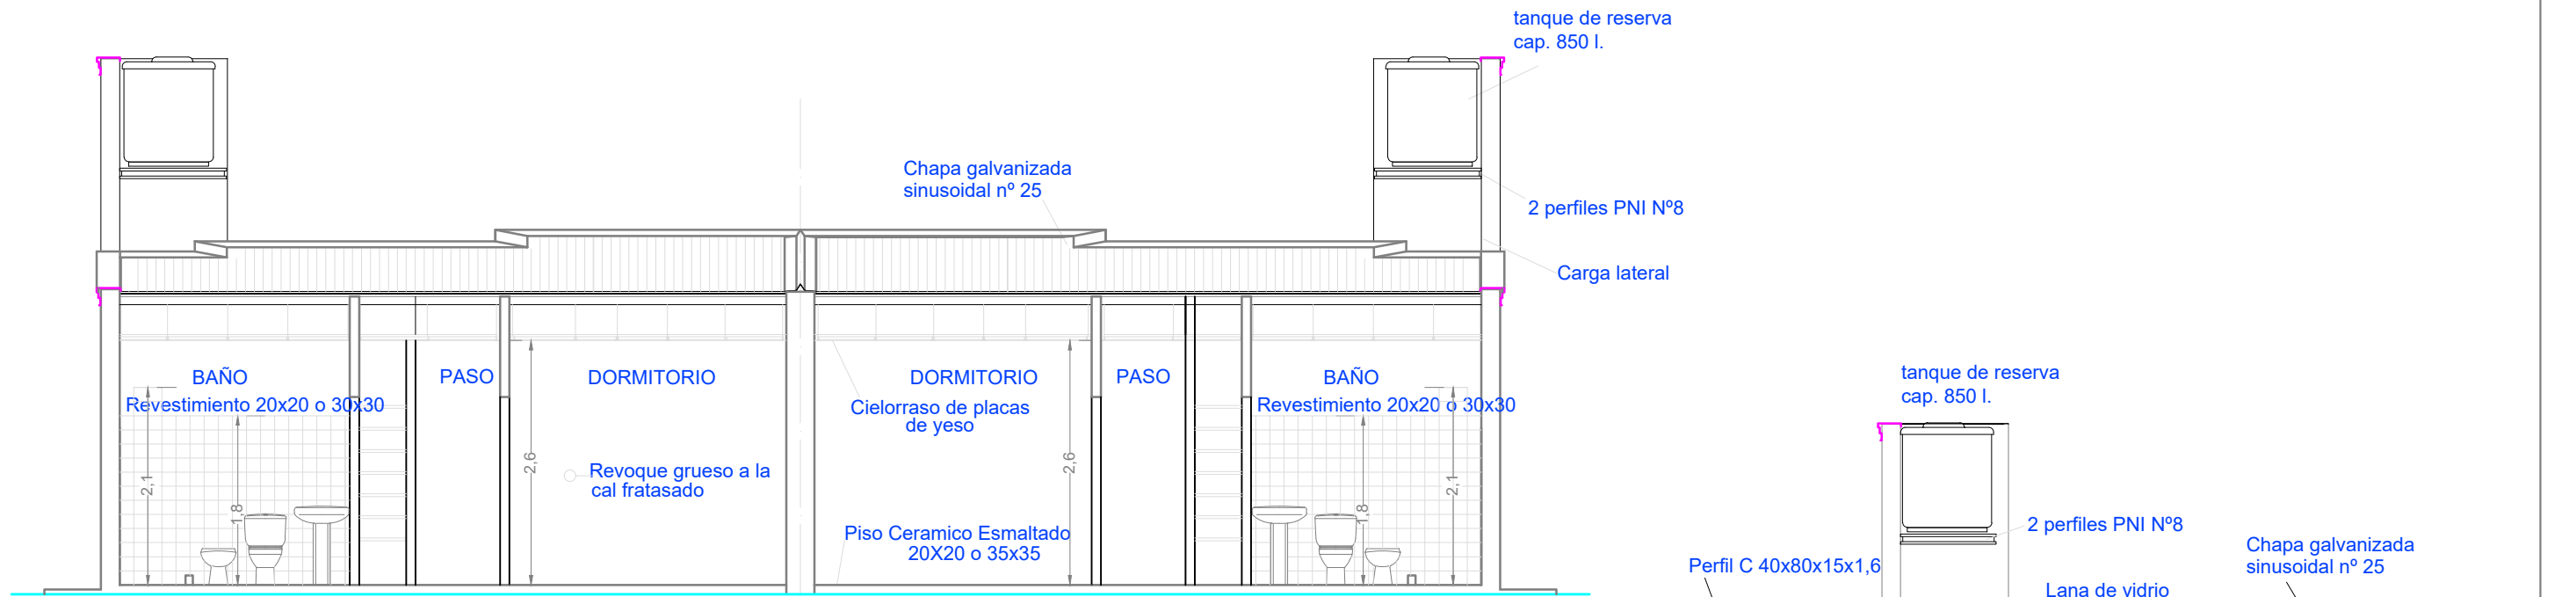 tanque de reserva
cap. 850 l.
Chapa galvanizada
sinusoidal nº 25
2 perfiles PNI Nº8
Carga lateral
BAÑO
PASO
DORMITORIO
DORMITORIO
PASO
BAÑO
Revestimiento 20x20 o 30x30
Cielorraso de placas
de yeso
Revestimiento 20x20 o 30x30
2,1
1,8
2,6
Revoque grueso a la
cal fratasado
2,6
1,8
2,1
Piso Ceramico Esmaltado
20X20 o 35x35
tanque de reserva
cap. 850 l.
2 perfiles PNI Nº8
Perfil C 40x80x15x1,6
Chapa galvanizada
sinusoidal nº 25
Lana de vidrio